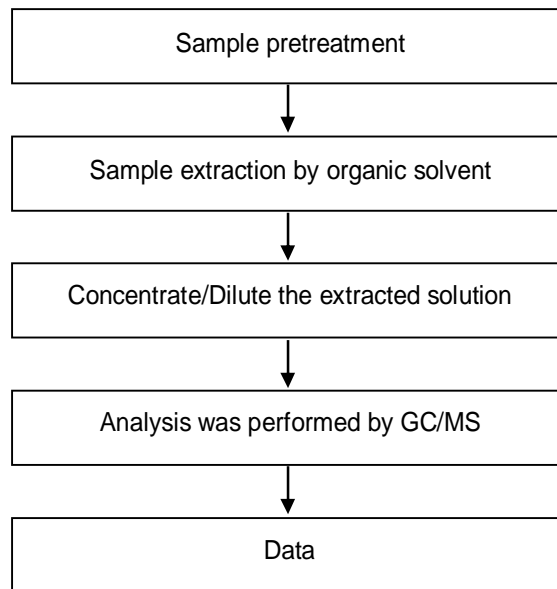 Sample pretreatment
Sample extraction by organic solvent
Concentrate/Dilute the extracted solution
Analysis was performed by GC/MS
Data